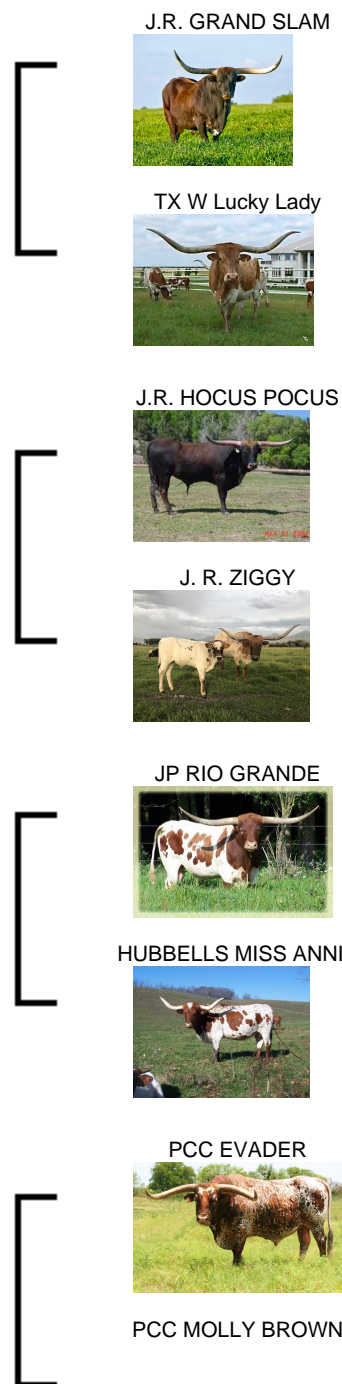 J.R. GRAND SLAM
TX W Lucky Lady
J.R. HOCUS POCUS
J. R. ZIGGY
JP RIO GRANDE
HUBBELLS MISS ANNI
PCC EVADER
PCC MOLLY BROWN